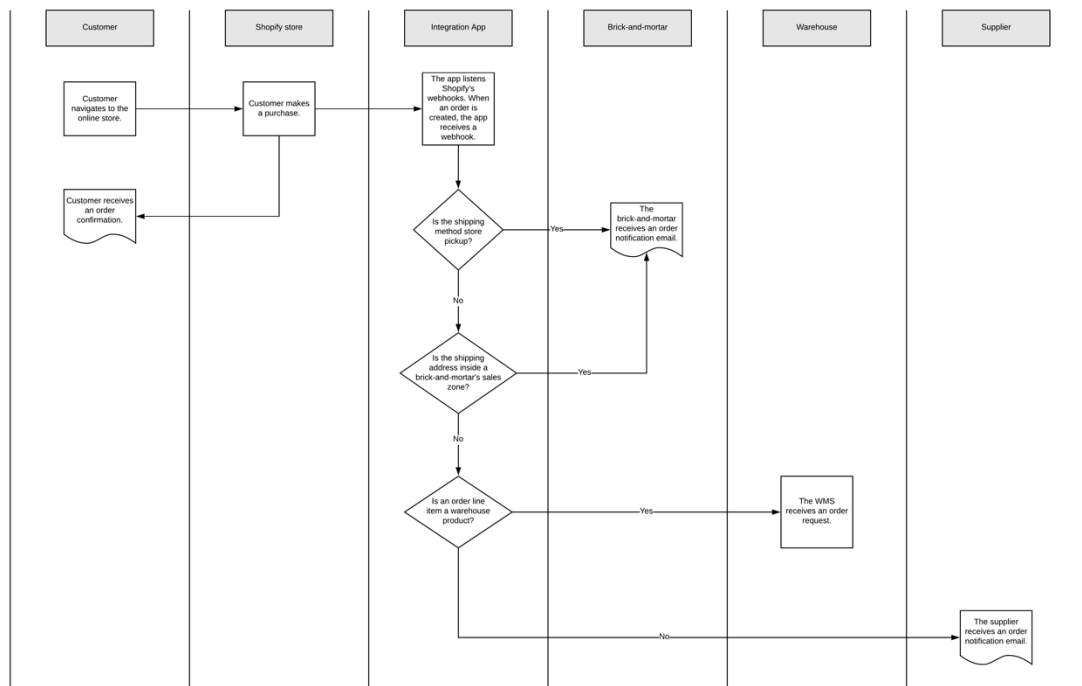 Customer
Shopify store
Integration App
Brick-and-mortar
Warehouse
Supplier
Customer
navigates to the
online store.
Customer makes
a purchase.
The app listens
Shopify's
webhooks. When
an order is
created, the app
receives a
webhook.
Customer receives
an order
confirmation.
Is the shipping
method store
pickup?
Yes
The
brick-and-mortar
receives an order
notification email.
No
Is the shipping
address inside a
brick-and-mortar's sales
zone?
Yes
No
Is an order line
item a warehouse
product?
Yes
The WMS
receives an order
request.
No
The supplier
receives an order
notification email.